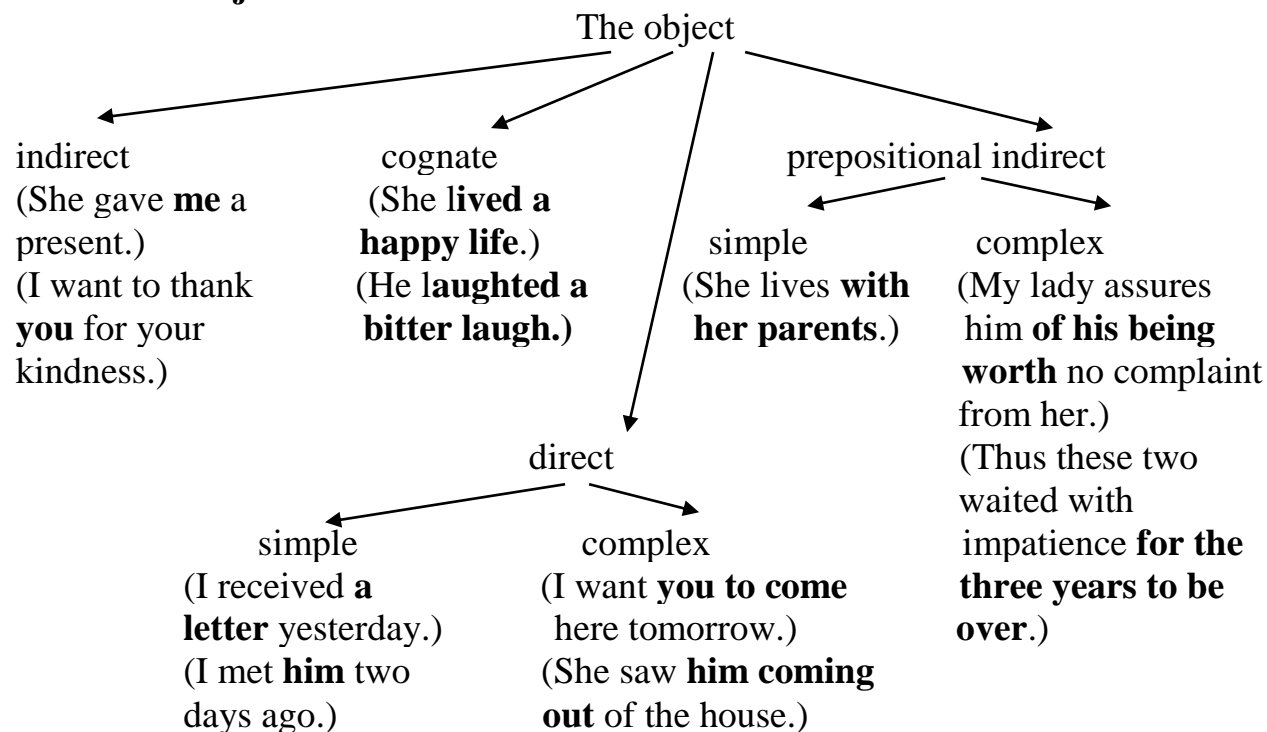 The object
indirect
(She gave me a
present.)
(I want to thank
you for your
kindness.)
cognate
(She lived a
happy life.)
(He laughted a
bitter laugh.)
prepositional indirect
simple
(She lives with
her parents.)
complex
(My lady assures
him of his being
worth no complaint
from her.)
(Thus these two
waited with
impatience for the
three years to be
over.)
direct
simple
(I received a
letter yesterday.)
(I met him two
days ago.)
complex
(I want you to come
here tomorrow.)
(She saw him coming
out of the house.)